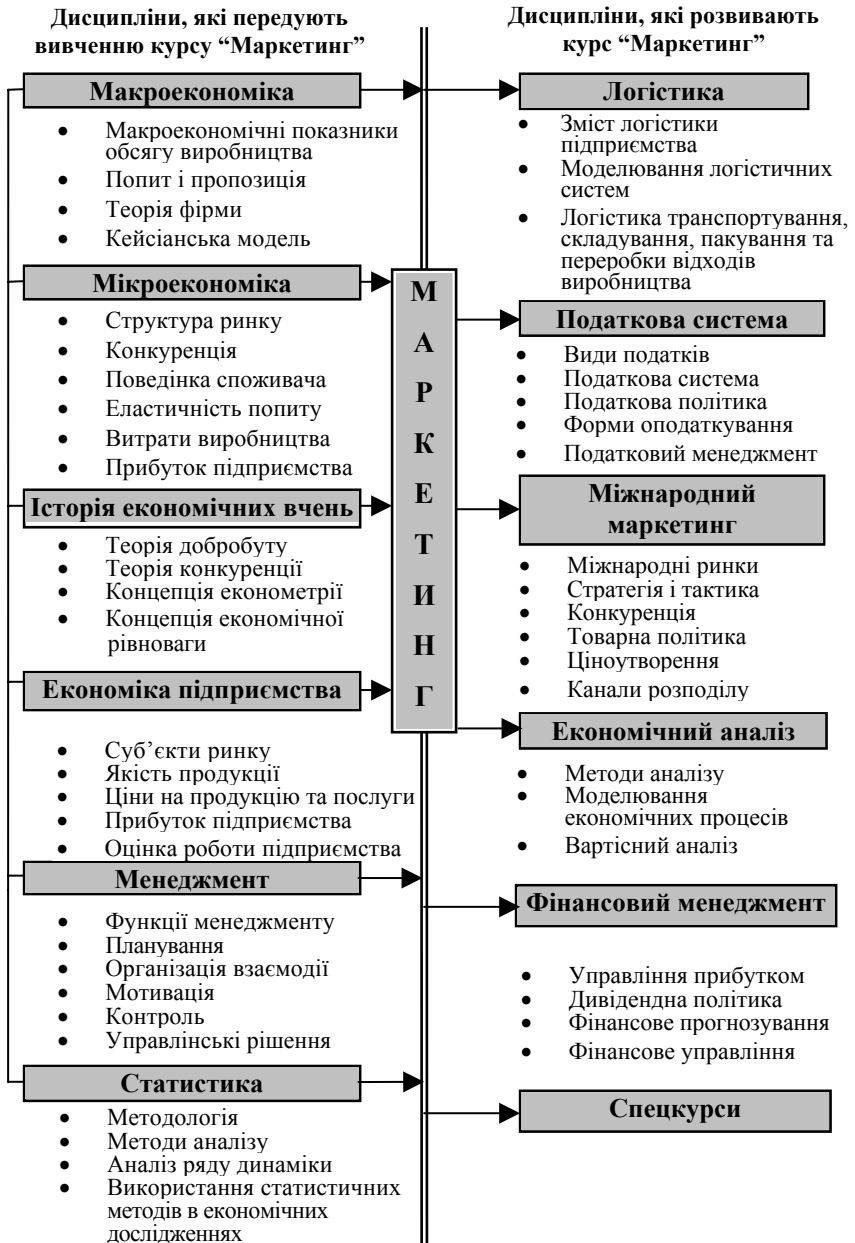 Дисципліни, які передують
вивченню курсу “Маркетинг”
Макроекономіка
• Макроекономічні показники
обсягу виробництва
• Попит і пропозиція
• Теорія фірми
• Кейсіанська модель
Мікроекономіка
• Структура ринку
• Конкуренція
• Поведінка споживача
• Еластичність попиту
• Витрати виробництва
• Прибуток підприємства
Історія економічних вчень
• Теорія добробуту
• Теорія конкуренції
• Концепція економетрії
• Концепція економічної
рівноваги
Економіка підприємства
• Суб’єкти ринку
• Якість продукції
• Ціни на продукцію та послуги
• Прибуток підприємства
• Оцінка роботи підприємства
Менеджмент
• Функції менеджменту
• Планування
• Організація взаємодії
• Мотивація
• Контроль
• Управлінські рішення
Статистика
• Методологія
• Методи аналізу
• Аналіз ряду динаміки
• Використання статистичних
методів в економічних
дослідженнях
М
А
Р
К
Е
Т
И
Н
Г
Дисципліни, які розвивають
курс “Маркетинг”
Логістика
• Зміст логістики
підприємства
• Моделювання логістичних
систем
• Логістика транспортування,
складування, пакування та
переробки відходів
виробництва
Податкова система
• Види податків
• Податкова система
• Податкова політика
• Форми оподаткування
• Податковий менеджмент
Міжнародний
маркетинг
• Міжнародні ринки
• Стратегія і тактика
• Конкуренція
• Товарна політика
• Ціноутворення
• Канали розподілу
Економічний аналіз
• Методи аналізу
• Моделювання
економічних процесів
• Вартісний аналіз
Фінансовий менеджмент
• Управління прибутком
• Дивідендна політика
• Фінансове прогнозування
• Фінансове управління
Спецкурси